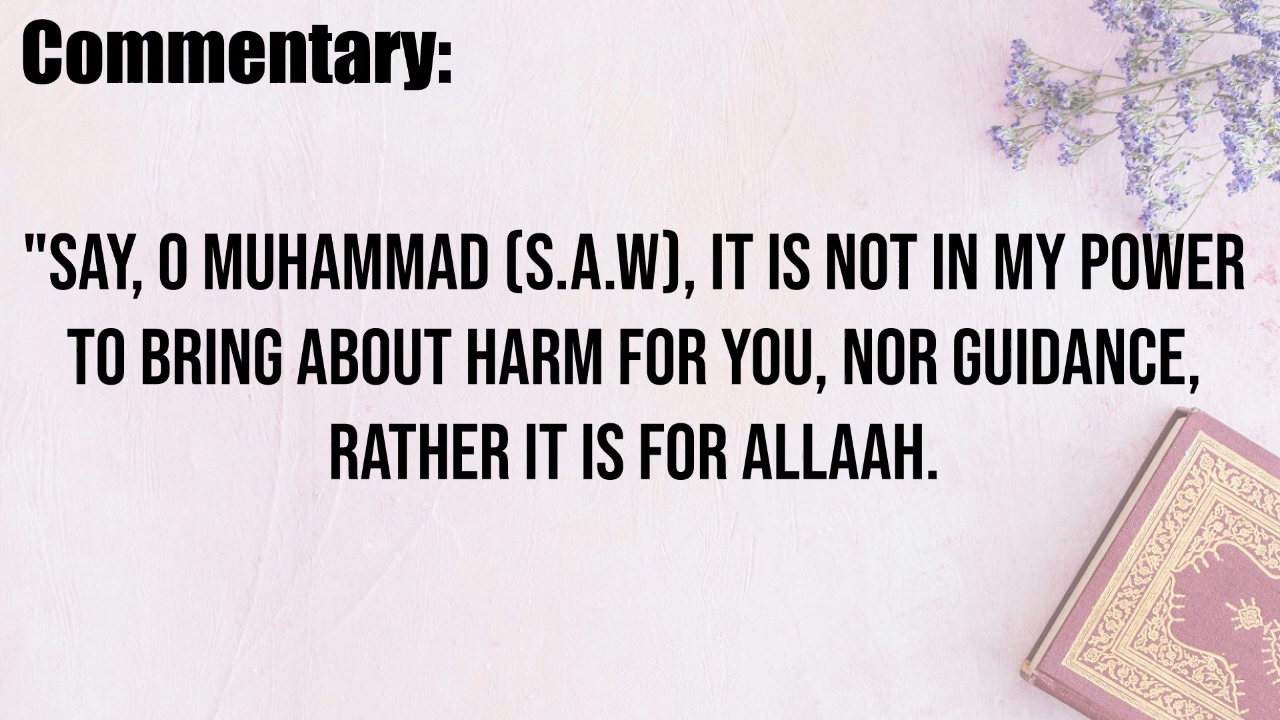 Commentary:
"SAY, O MUHAMMAD (S.A.W), IT IS NOT IN MY POWER
TO BRING ABOUT HARM FOR YOU, NOR GUIDANCE,
RATHER IT IS FOR ALLAAH.